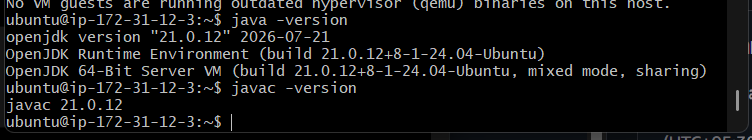 No VM guests are running outdated hypervisor (qemu) binaries on this host.
ubuntu@ip-172-31-12-3:~$ java -version
openjdk version "21.0.12" 2026-07-21
OpenJDK Runtime Environment (build 21.0.12+8-1-24.04-Ubuntu)
OpenJDK 64-Bit Server VM (build 21.0.12+8-1-24.04-Ubuntu, mixed mode, sharing)
ubuntu@ip-172-31-12-3:~$ javac -version
javac 21.0.12
ubuntu@ip-172-31-12-3:~$